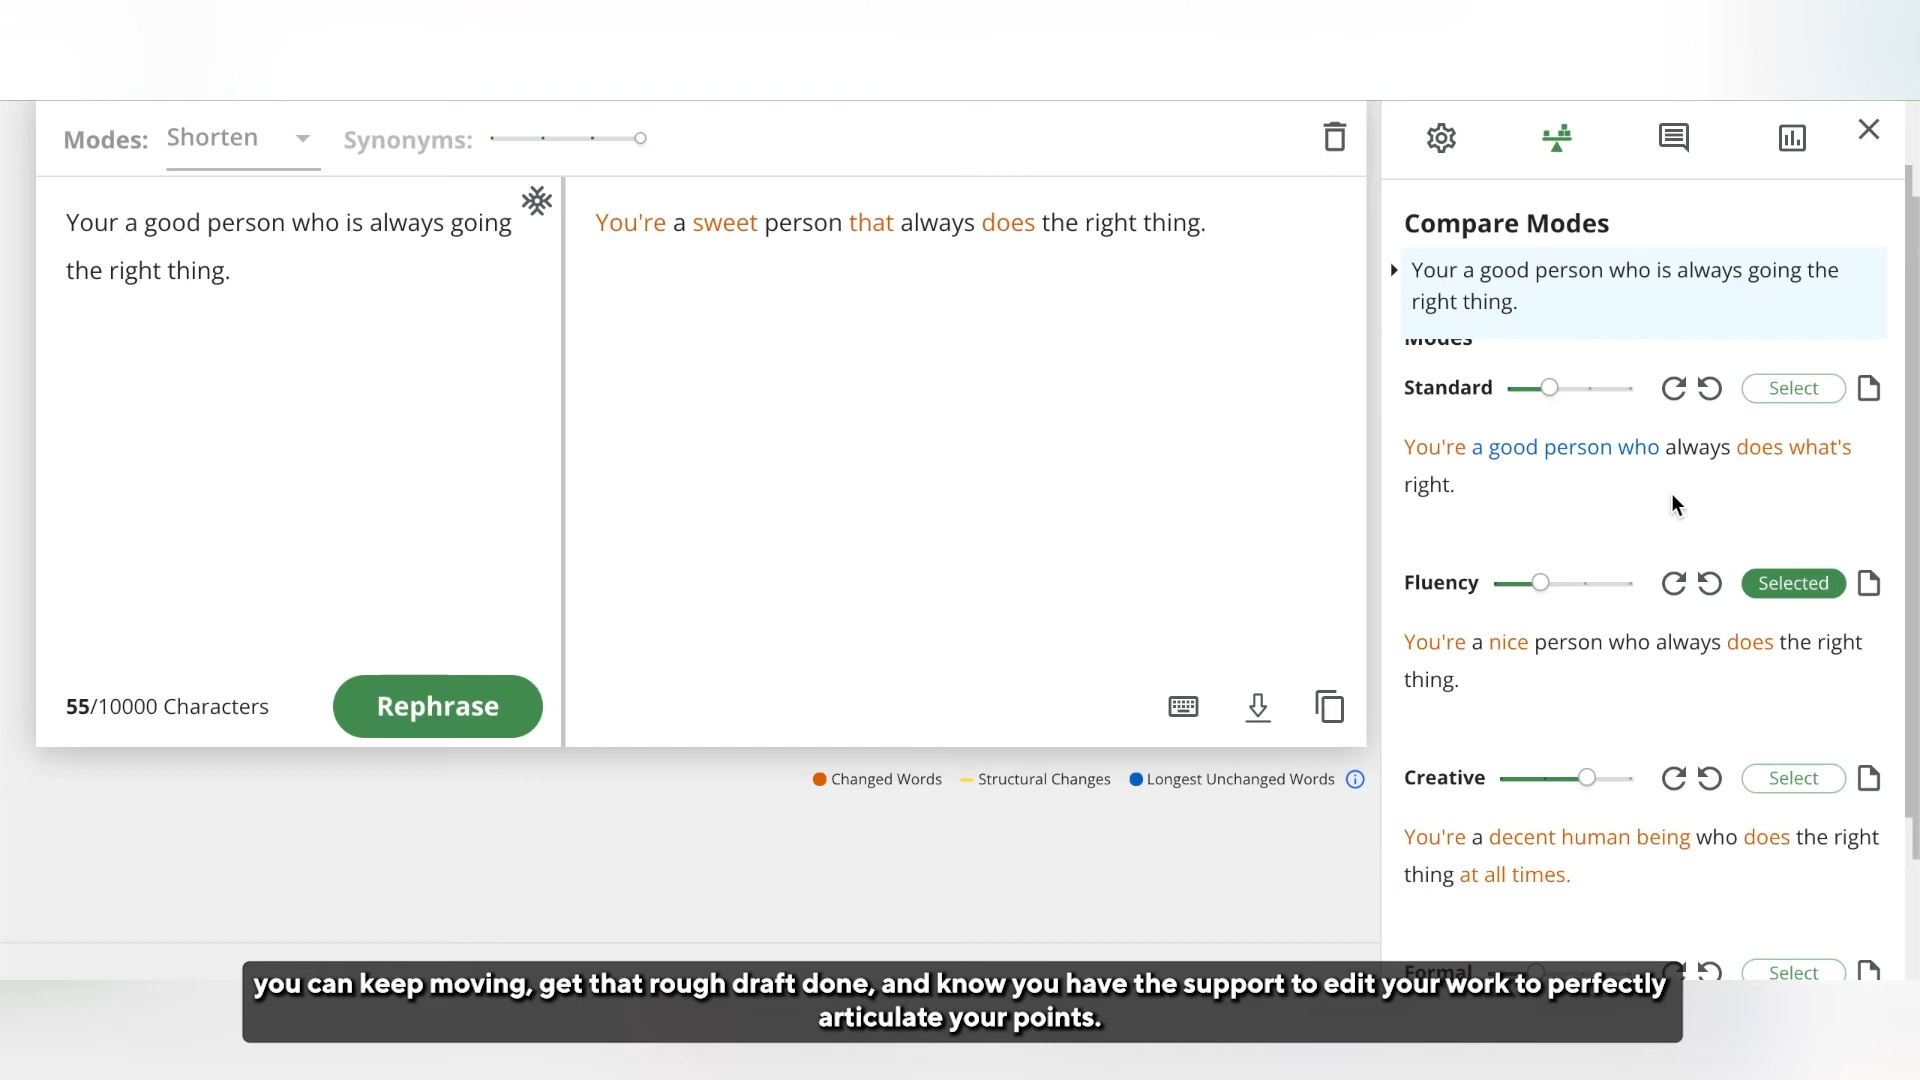 Modes: Shorten Synonyms:
Your a good person who is always going
the right thing.
You're a sweet person that always does the right thing.
55/10000 Characters
Rephrase
Changed Words Structural Changes Longest Unchanged Words
Compare Modes
Your a good person who is always going the
right thing.
Modes
Standard Select
You're a good person who always does what's
right.
Fluency Selected
You're a nice person who always does the right
thing.
Creative Select
You're a decent human being who does the right
thing at all times.
Formal Select
you can keep moving, get that rough draft done, and know you have the support to edit your work to perfectly
articulate your points.